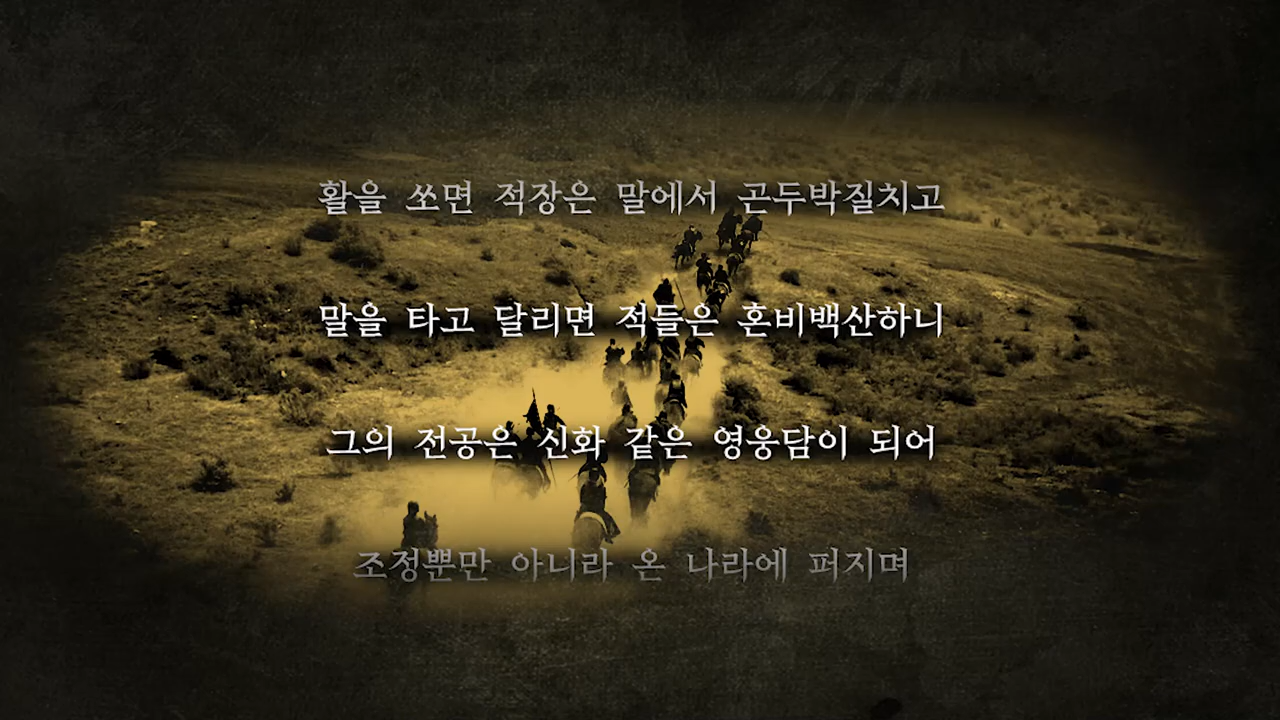 활을 쏘면 적장은 말에서 곤두박질치고
말을 타고 달리면 적들은 혼비백산하니
그의 전공은 신화 같은 영웅담이 되어
조정뿐만 아니라 온 나라에 퍼지며